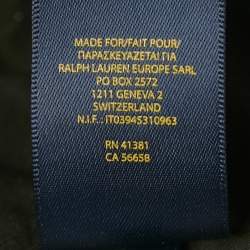 MADE FOR/FAIT POUR/
ΠΑΡΑΣΚΕΥΑΖΕΤΑΙ ΓΙΑ
RALPH LAUREN EUROPE SARL
PO BOX 2572
1211 GENEVA 2
SWITZERLAND
N.I.F.: IT03945310963
RN 41381
CA 56658